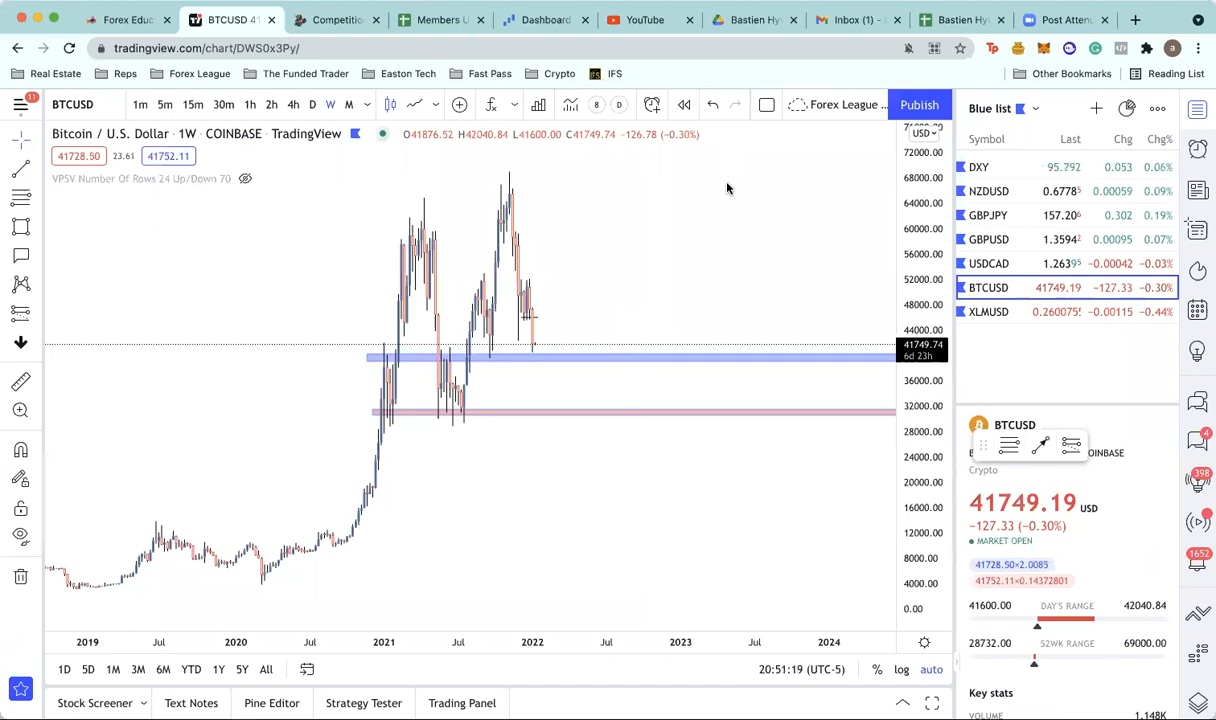 Forex Educ
BTCUSD 41
Competition
Members U
Dashboard
YouTube
Bastien Hy
Inbox (1) -
Bastien Hy
Post Atten
tradingview.com/chart/DWS0x3Py/
Real Estate Reps Forex League The Funded Trader Easton Tech Fast Pass Crypto IFS Other Bookmarks Reading List
11
BTCUSD 1m 5m 15m 30m 1h 2h 4h D W M 8 D Forex League ... Publish
Bitcoin / U.S. Dollar · 1W · COINBASE · TradingView O41876.52 H42040.84 L41600.00 C41749.74 −126.78 (−0.30%)
41728.50 23.61 41752.11
VPSV Number Of Rows 24 Up/Down 70
USD
76000.00
72000.00
68000.00
64000.00
60000.00
56000.00
52000.00
48000.00
44000.00
41749.74
6d 23h
36000.00
32000.00
28000.00
24000.00
20000.00
16000.00
12000.00
8000.00
4000.00
0.00
2019 Jul 2020 Jul 2021 Jul 2022 Jul 2023 Jul 2024
1D 5D 1M 3M 6M YTD 1Y 5Y All 20:51:19 (UTC-5) % log auto
Stock Screener Text Notes Pine Editor Strategy Tester Trading Panel
Blue list
Symbol Last Chg Chg%
DXY 95.792 0.053 0.06%
NZDUSD 0.67785 0.00059 0.09%
GBPJPY 157.206 0.302 0.19%
GBPUSD 1.35942 0.00095 0.07%
USDCAD 1.26395 −0.00042 −0.03%
BTCUSD 41749.19 −127.33 −0.30%
XLMUSD 0.2600755 −0.00115 −0.44%
BTCUSD
OINBASE
Crypto
41749.19 USD
−127.33 (−0.30%)
MARKET OPEN
41728.50×2.0085
41752.11×0.14372801
41600.00 DAY'S RANGE 42040.84
28732.00 52WK RANGE 69000.00
Key stats
VOLUME 1.148K
4
398
1652